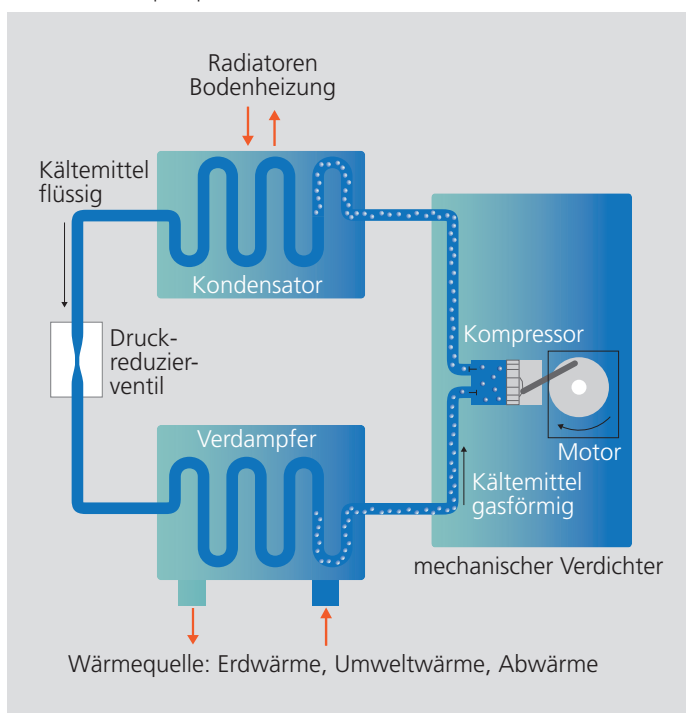 Radiatoren
Bodenheizung
Kältemittel
flüssig
Kondensator
Druck-
reduzier-
ventil
Kompressor
Motor
Verdampfer
Kältemittel
gasförmig
mechanischer Verdichter
Wärmequelle: Erdwärme, Umweltwärme, Abwärme